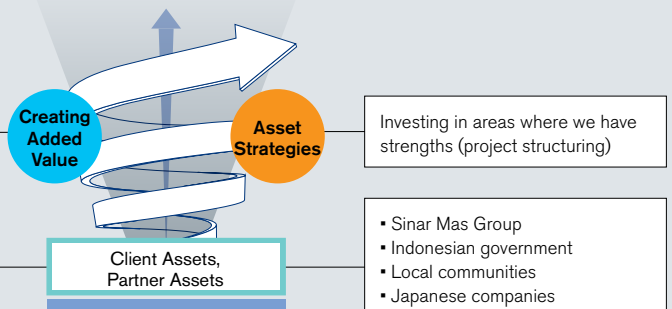 Creating
Added
Value
Asset
Strategies
Investing in areas where we have
strengths (project structuring)
Client Assets,
Partner Assets
▪ Sinar Mas Group
▪ Indonesian government
▪ Local communities
▪ Japanese companies